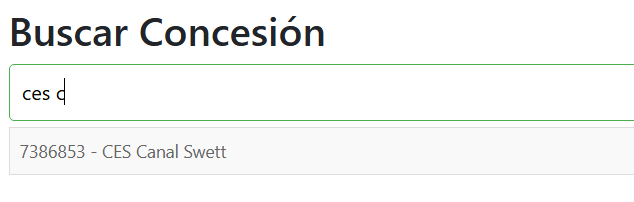 Buscar Concesión
ces c
7386853 - CES Canal Swett